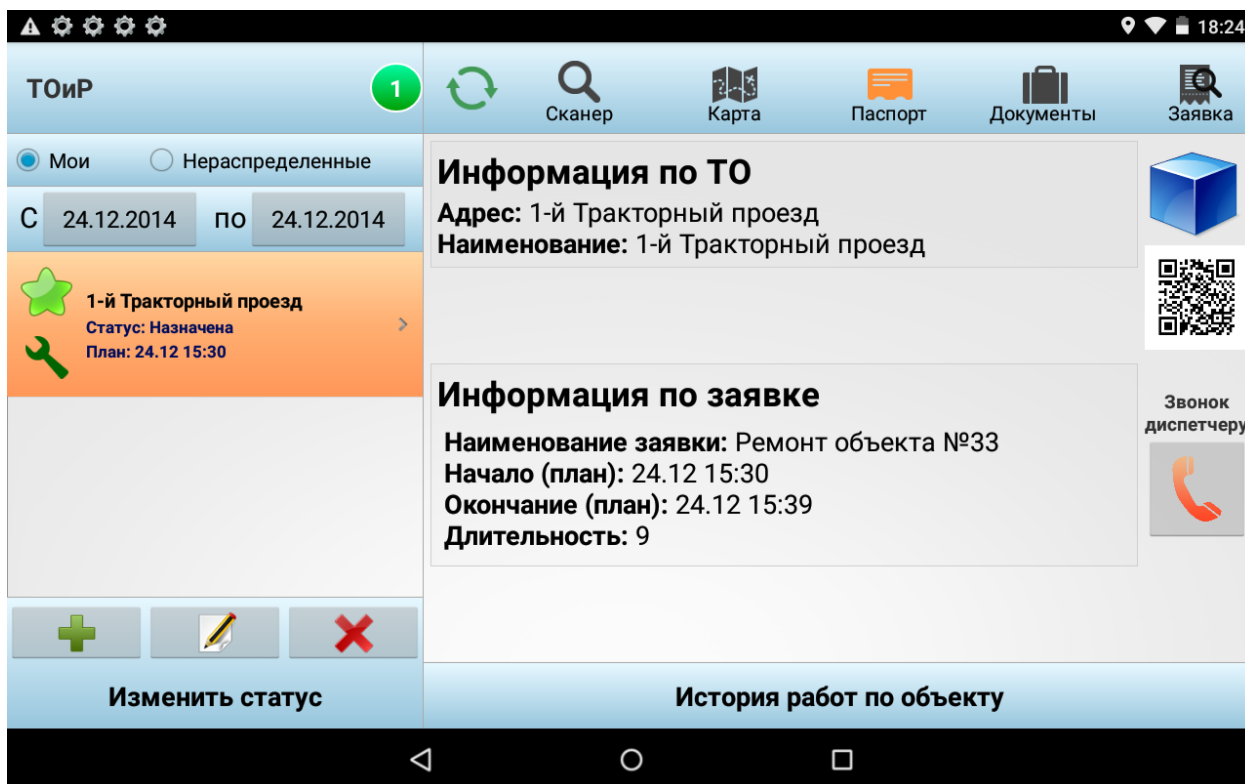 18:24
ТОиР
1
Сканер
Карта
Паспорт
Документы
Заявка
Мои
Нераспределенные
С 24.12.2014 по 24.12.2014
1-й Тракторный проезд
Статус: Назначена
План: 24.12 15:30
Изменить статус
Информация по ТО
Адрес: 1-й Тракторный проезд
Наименование: 1-й Тракторный проезд
Информация по заявке
Наименование заявки: Ремонт объекта №33
Начало (план): 24.12 15:30
Окончание (план): 24.12 15:39
Длительность: 9
Звонок
диспетчеру
История работ по объекту